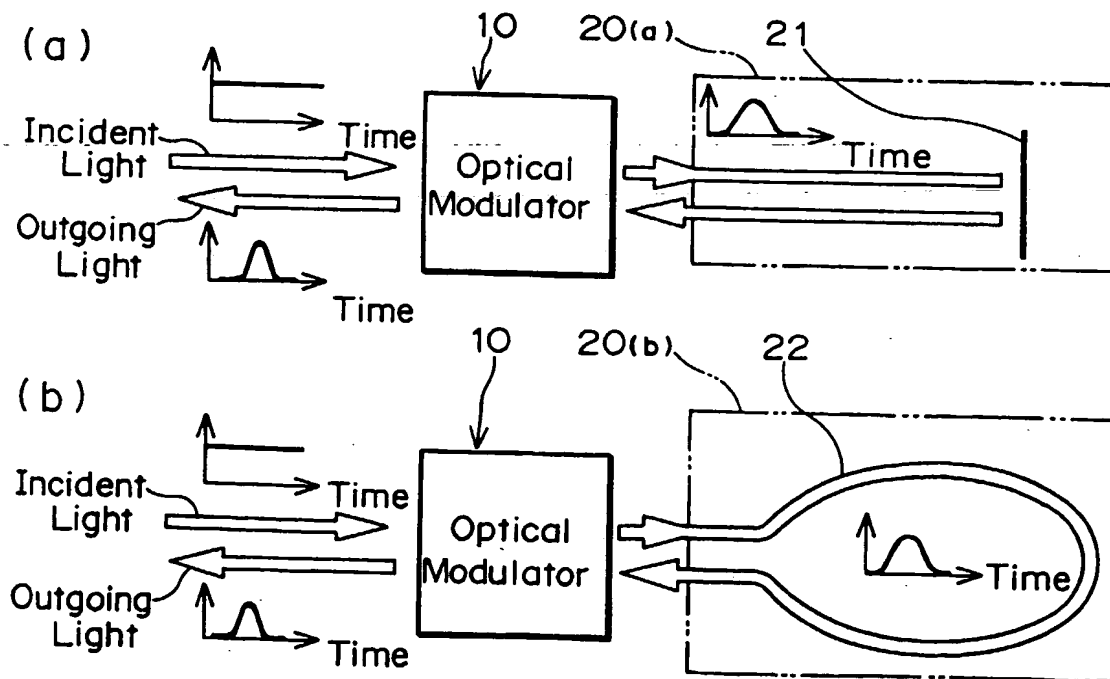 (a)
10
20(a)
21
Time
Incident
Light
Optical
Modulator
Time
Outgoing
Light
Time
(b)
10
20(b)
22
Time
Incident
Light
Optical
Modulator
Time
Outgoing
Light
Time